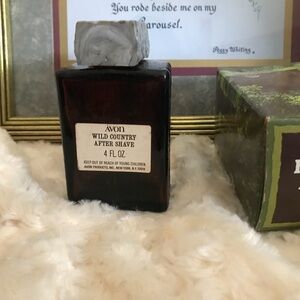 You rode beside me on my
Carousel.
Peggy Whiting
AVON
WILD COUNTRY
AFTER SHAVE
4 FL. OZ.
KEEP OUT OF REACH OF YOUNG CHILDREN
AVON PRODUCTS, INC., NEW YORK, N.Y. 10019